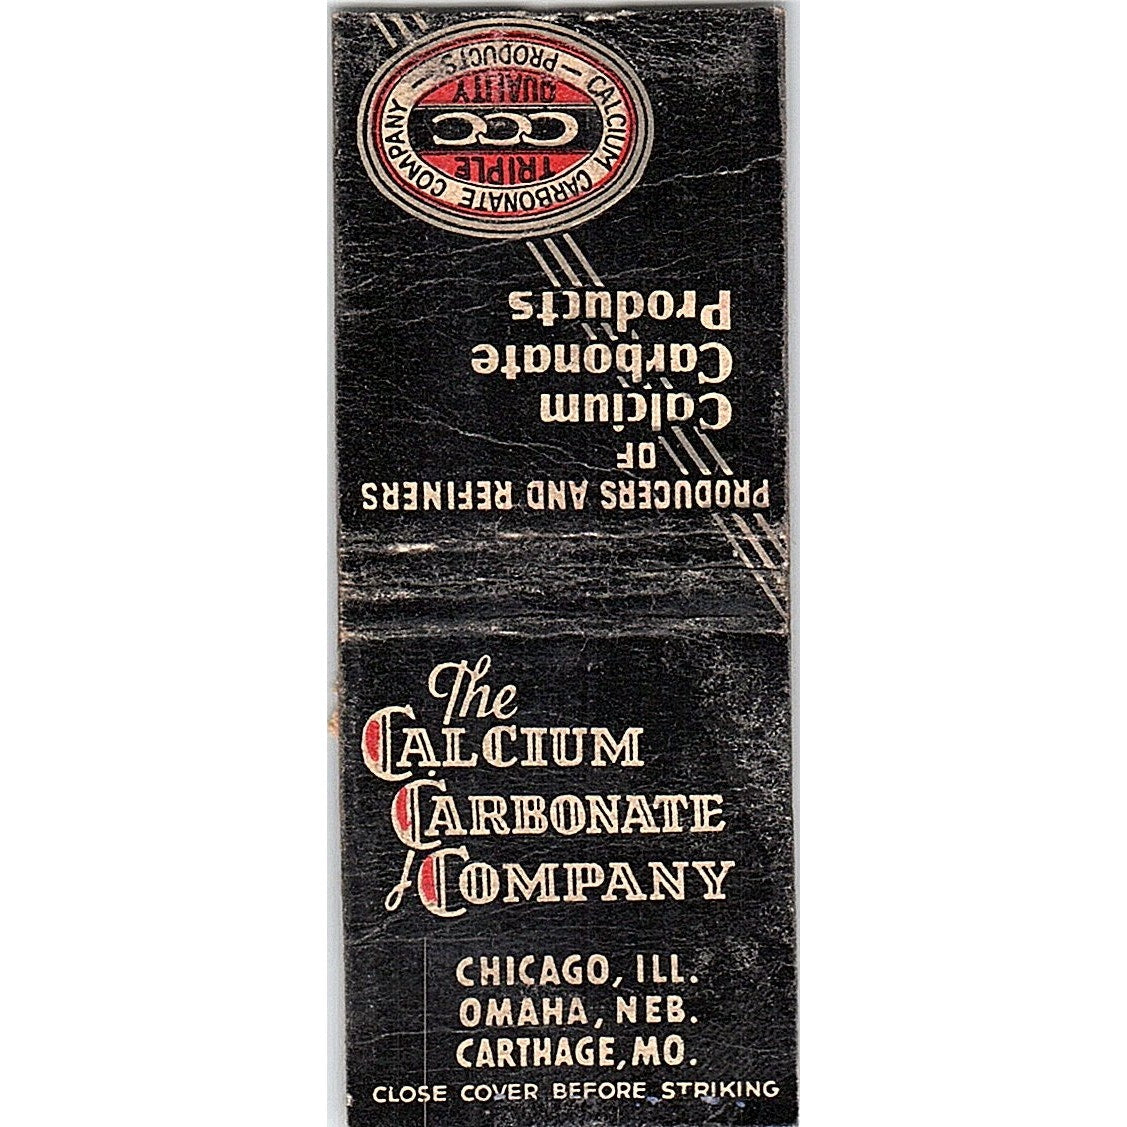 The
CALCIUM
CARBONATE
COMPANY
CHICAGO, ILL.
OMAHA, NEB.
CARTHAGE, MO.
CLOSE COVER BEFORE STRIKING
PRODUCERS AND REFINERS
OF
Calcium
Carbonate
Products
CALCIUM CARBONATE COMPANY — PRODUCTS —
TRIPLE
CCC
QUALITY